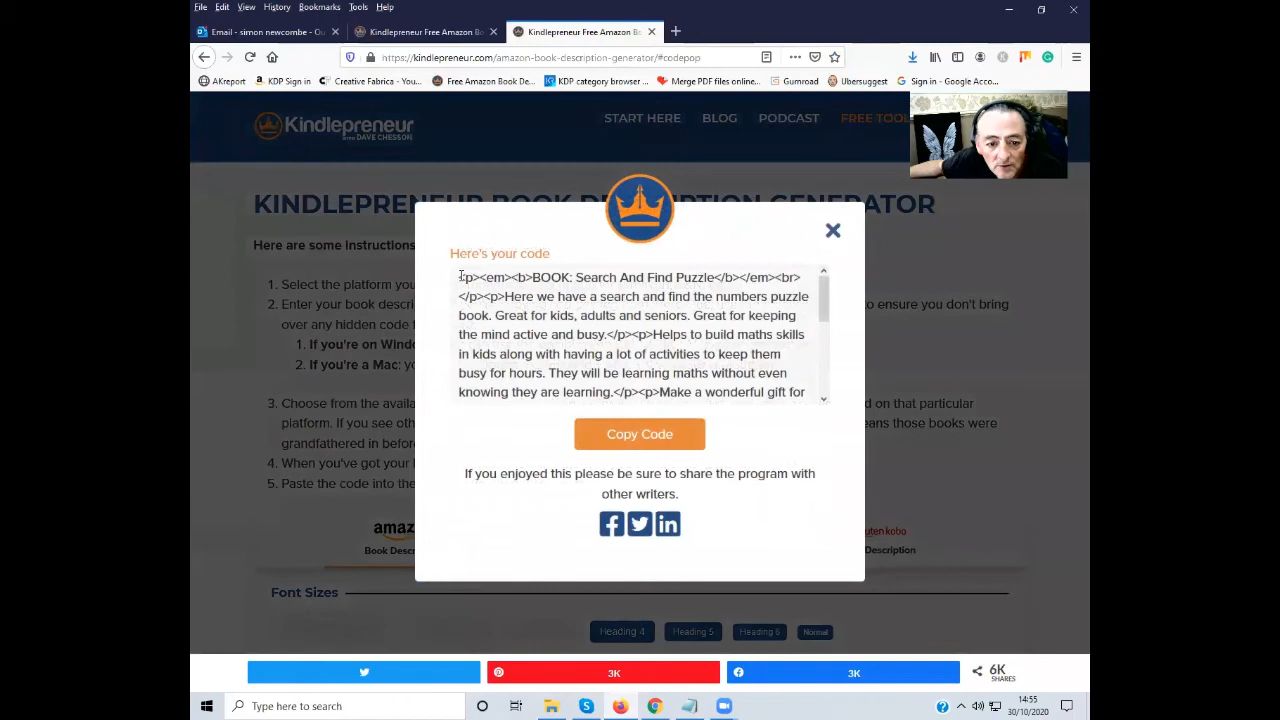 File Edit View History Bookmarks Tools Help
Email - simon newcombe - Ou
Kindlepreneur Free Amazon Bo
Kindlepreneur Free Amazon Bo
https://kindlepreneur.com/amazon-book-description-generator/#codepop
AKreport
KDP Sign in
Creative Fabrica - You...
Free Amazon Book De...
KDP category browser ...
Merge PDF files online...
Gumroad
Ubersuggest
Sign in - Google Acco...
Kindlepreneur
DAVE CHESSON
START HERE BLOG PODCAST FREE TOOL
KINDLEPRENEUR BOOK DESCRIPTION GENERATOR
Here are some instructions
1. Select the platform you
2. Enter your book descri
to ensure you don't bring
over any hidden code f
1. If you're on Window
2. If you're a Mac: yo
3. Choose from the availa
ed on that particular
platform. If you see othe
eans those books were
grandfathered in before
4. When you've got your
5. Paste the code into the
Here's your code
<p><em><b>BOOK: Search And Find Puzzle</b></em><br>
</p><p>Here we have a search and find the numbers puzzle
book. Great for kids, adults and seniors. Great for keeping
the mind active and busy.</p><p>Helps to build maths skills
in kids along with having a lot of activities to keep them
busy for hours. They will be learning maths without even
knowing they are learning.</p><p>Make a wonderful gift for
Copy Code
If you enjoyed this please be sure to share the program with
other writers.
amazo
Book Descr
uten kobo
Description
Font Sizes
Heading 4 Heading 5 Heading 6 Normal
3K
3K
6K
SHARES
Type here to search
14:55
30/10/2020